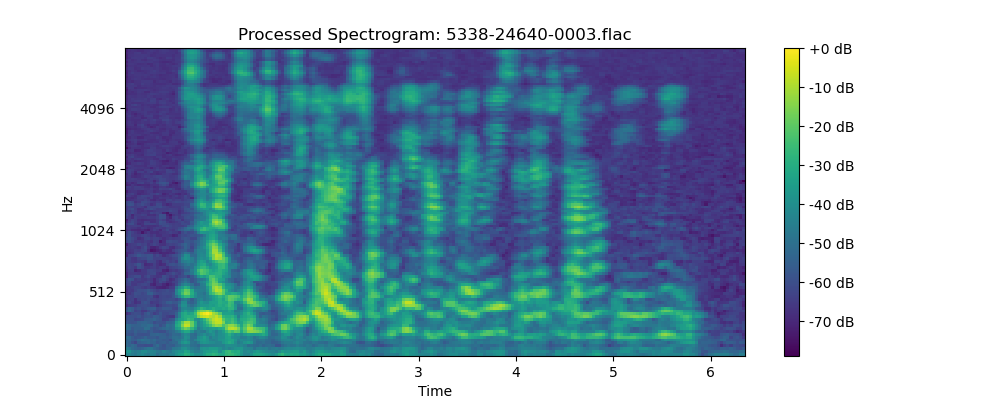 Processed Spectrogram: 5338-24640-0003.flac
+0 dB
4096
-10 dB
-20 dB
2048
-30 dB
Hz
-40 dB
1024
-50 dB
512
-60 dB
-70 dB
0
0 1 2 3 4 5 6
Time